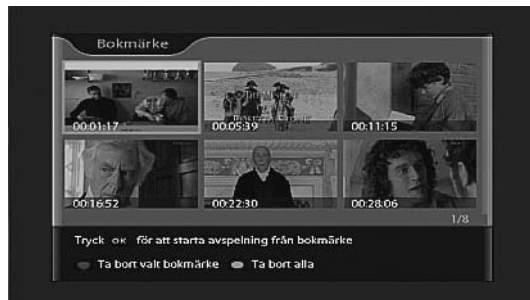 Bokmärke
00:01:17 00:05:39 00:11:15
00:16:52 00:22:30 00:28:06
1/8
Tryck OK för att starta avspelning från bokmärke
Ta bort valt bokmärke Ta bort alla